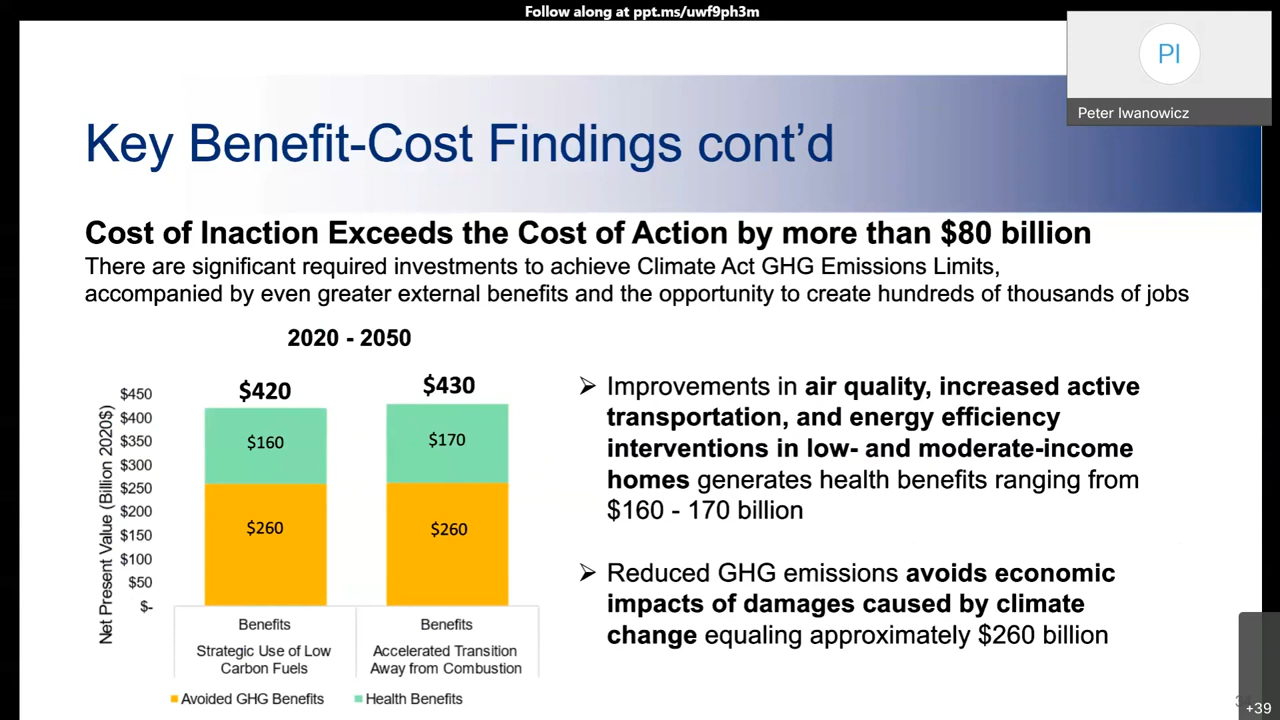 Follow along at ppt.ms/uwf9ph3m
PI
Peter Iwanowicz
Key Benefit-Cost Findings cont’d
Cost of Inaction Exceeds the Cost of Action by more than $80 billion
There are significant required investments to achieve Climate Act GHG Emissions Limits,
accompanied by even greater external benefits and the opportunity to create hundreds of thousands of jobs
2020 - 2050
Net Present Value (Billion 2020$)
$450
$400
$350
$300
$250
$200
$150
$100
$50
$-
$420
$160
$260
$430
$170
$260
Benefits
Benefits
Strategic Use of Low
Carbon Fuels
Accelerated Transition
Away from Combustion
Avoided GHG Benefits
Health Benefits
➢ Improvements in air quality, increased active
transportation, and energy efficiency
interventions in low- and moderate-income
homes generates health benefits ranging from
$160 - 170 billion
➢ Reduced GHG emissions avoids economic
impacts of damages caused by climate
change equaling approximately $260 billion
+39